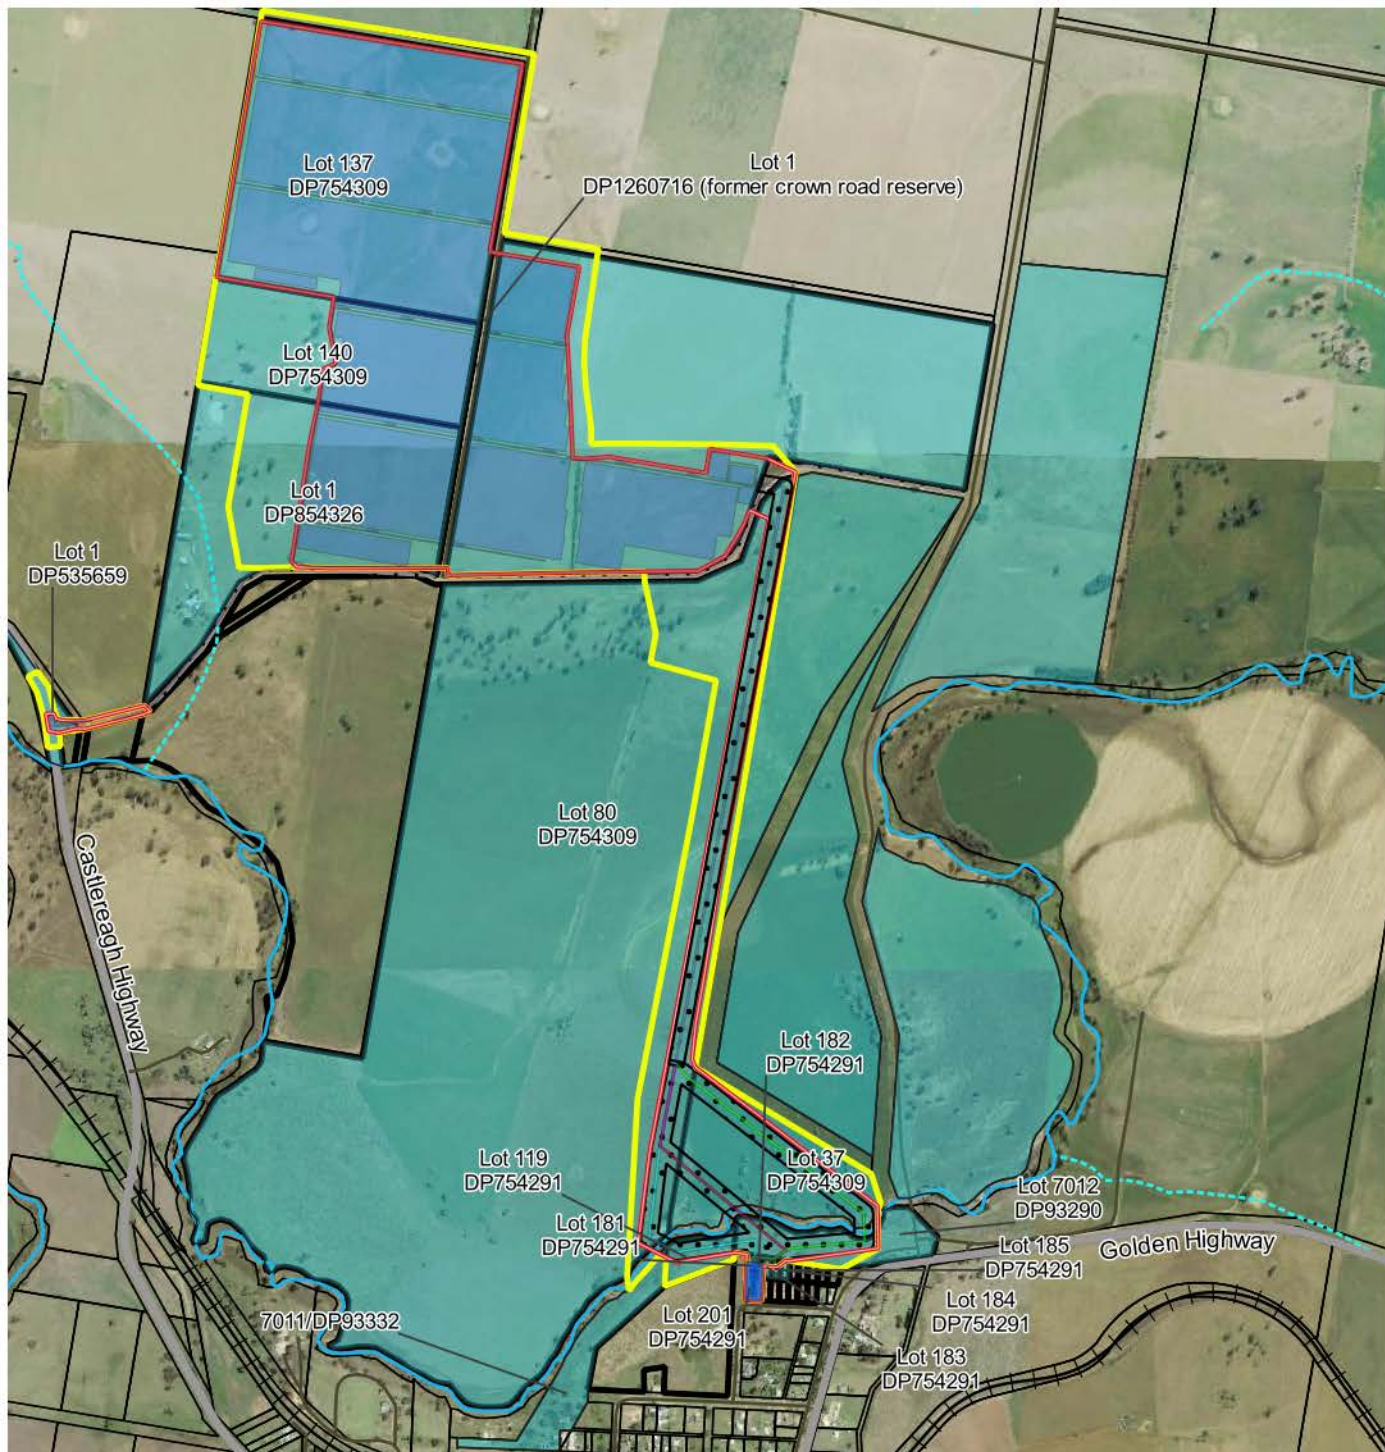 Lot 137
DP754309
Lot 1
DP1260716 (former crown road reserve)
Lot 140
DP754309
Lot 1
DP854326
Lot 1
DP535659
Lot 80
DP754309
Castlereagh Highway
Lot 182
DP754291
Lot 119
DP754291
Lot 37
DP754309
Lot 7012
DP93290
Lot 181
DP754291
Lot 185
DP754291
Golden Highway
Lot 184
DP754291
7011/DP93332
Lot 201
DP754291
Lot 183
DP754291